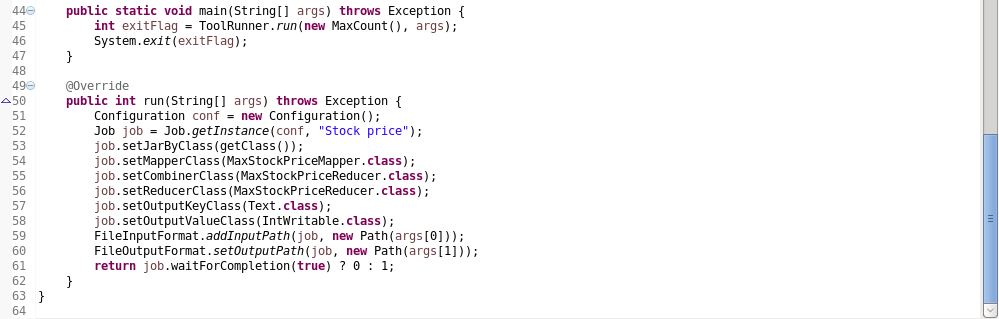 44 public static void main(String[] args) throws Exception {
45 int exitFlag = ToolRunner.run(new MaxCount(), args);
46 System.exit(exitFlag);
47 }
48
49 @Override
50 public int run(String[] args) throws Exception {
51 Configuration conf = new Configuration();
52 Job job = Job.getInstance(conf, "Stock price");
53 job.setJarByClass(getClass());
54 job.setMapperClass(MaxStockPriceMapper.class);
55 job.setCombinerClass(MaxStockPriceReducer.class);
56 job.setReducerClass(MaxStockPriceReducer.class);
57 job.setOutputKeyClass(Text.class);
58 job.setOutputValueClass(IntWritable.class);
59 FileInputFormat.addInputPath(job, new Path(args[0]));
60 FileOutputFormat.setOutputPath(job, new Path(args[1]));
61 return job.waitForCompletion(true) ? 0 : 1;
62 }
63 }
64